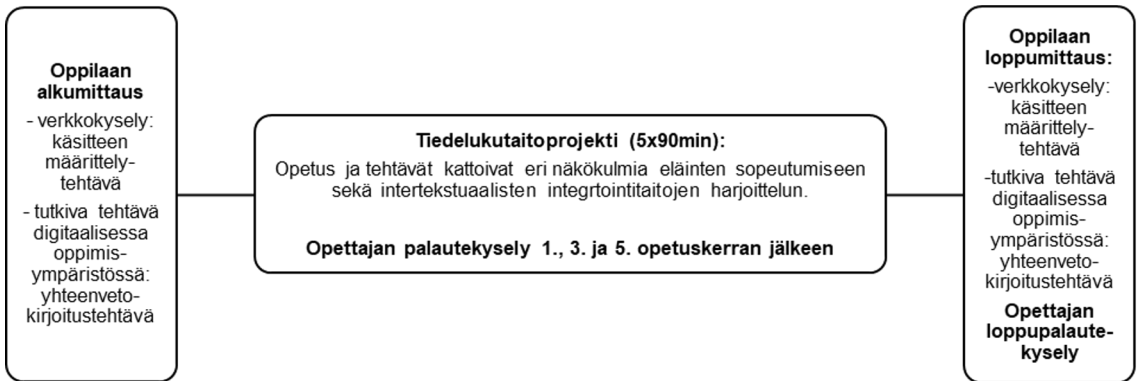 Oppilaan
alkumittaus
- verkkokysely:
käsitteen
määrittely-
tehtävä
- tutkiva tehtävä
digitaalisessa
oppimis-
ympäristössä:
yhteenveto-
kirjoitustehtävä
Tiedelukutaitoprojekti (5x90min):
Opetus ja tehtävät kattoivat eri näkökulmia eläinten sopeutumiseen
sekä intertekstuaalisten integrtointitaitojen harjoittelun.
Opettajan palautekysely 1., 3. ja 5. opetuskerran jälkeen
Oppilaan
loppumittaus:
-verkkokysely:
käsitteen
määrittely-
tehtävä
-tutkiva tehtävä
digitaalisessa
oppimis-
ympäristössä:
yhteenveto-
kirjoitustehtävä
Opettajan
loppupalaute-
kysely